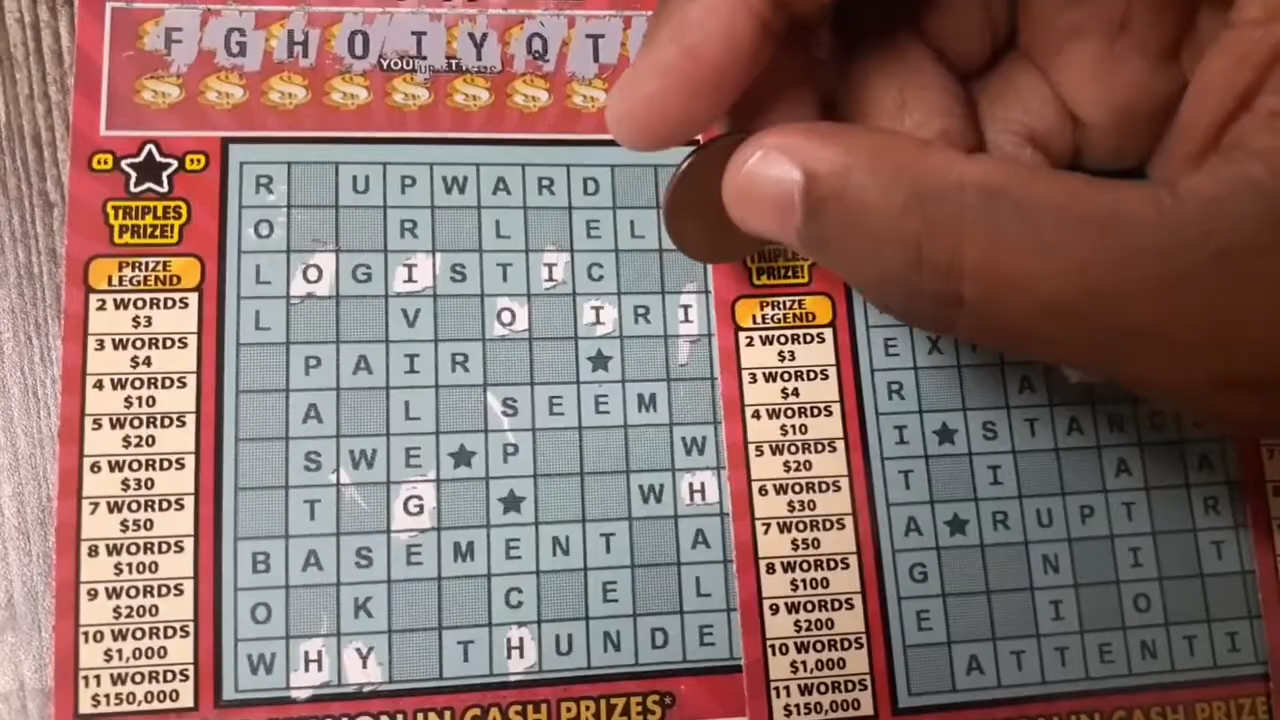 F G H O I Y Q T
YOUR LETTERS
“ ”
TRIPLES
PRIZE!
PRIZE
LEGEND
2 WORDS
$3
3 WORDS
$4
4 WORDS
$10
5 WORDS
$20
6 WORDS
$30
7 WORDS
$50
8 WORDS
$100
9 WORDS
$200
10 WORDS
$1,000
11 WORDS
$150,000
R U P W A R D
O R L E L
L O G I S T I C
L V Q I R I
P A I R
A L S E E M
S W E P W
T G W H
B A S E M E N T A
O K C E L
W H Y T H U N D E
IN CASH PRIZES*
TRIPLES
PRIZE!
PRIZE
LEGEND
2 WORDS
$3
3 WORDS
$4
4 WORDS
$10
5 WORDS
$20
6 WORDS
$30
7 WORDS
$50
8 WORDS
$100
9 WORDS
$200
10 WORDS
$1,000
11 WORDS
$150,000
E X
R A
I S T A N
T I A A
A R U P T R
G N I T
E I O
A T T E N T I
IN CASH PRIZE